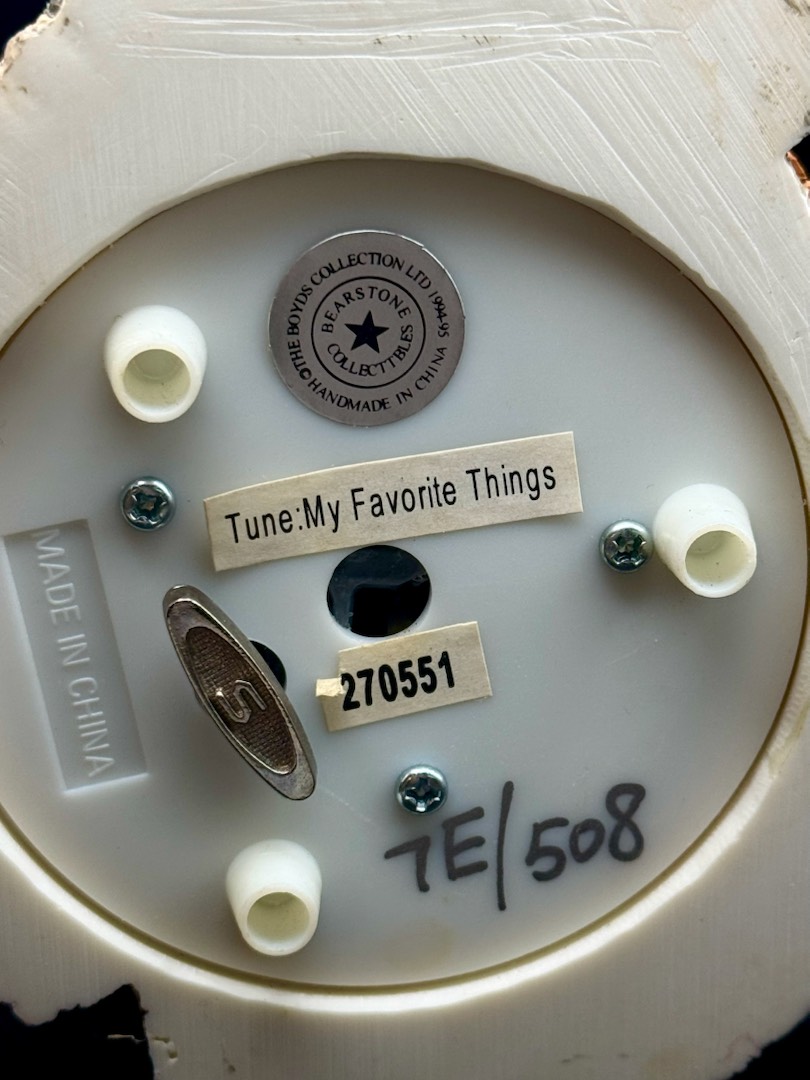 ©THE BOYDS COLLECTION LTD 1994-95
BEARSTONE
COLLECTIBLES
HANDMADE IN CHINA
Tune:My Favorite Things
MADE IN CHINA
S
270551
7E/508